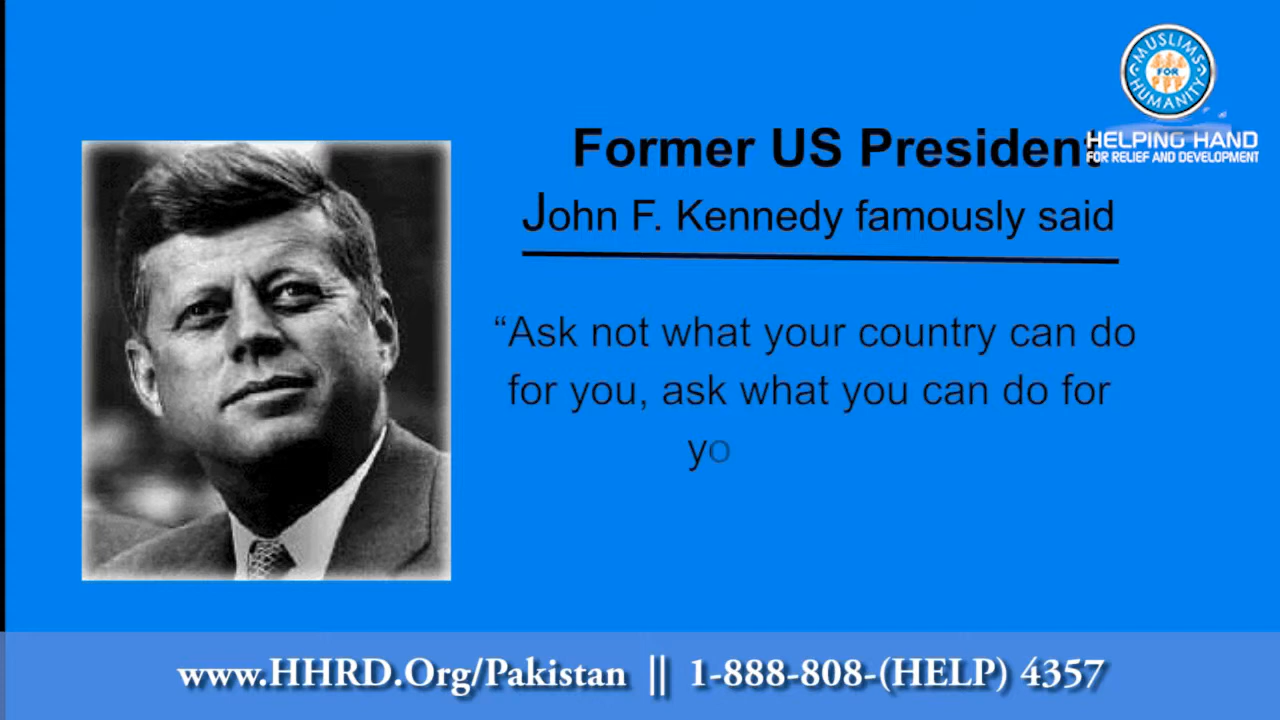 MUSLIMS
FOR
HUMANITY
HELPING HAND
FOR RELIEF AND DEVELOPMENT
Former US President
John F. Kennedy famously said
“Ask not what your country can do
for you, ask what you can do for
yo
www.HHRD.Org/Pakistan || 1-888-808-(HELP) 4357